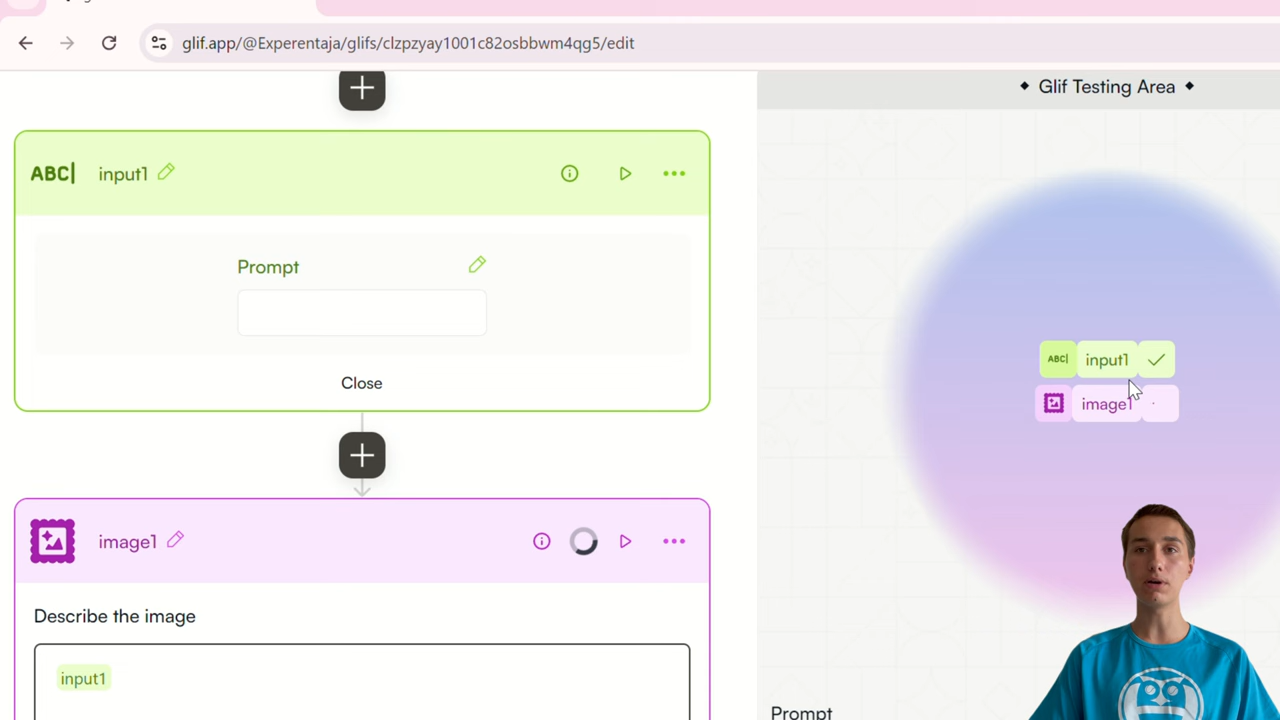 glif.app/@Experentaja/glifs/clzpzyay1001c82osbbwm4qg5/edit
ABC| input1
Prompt
Close
image1
Describe the image
input1
◆ Glif Testing Area ◆
ABC| input1
image1
Prompt